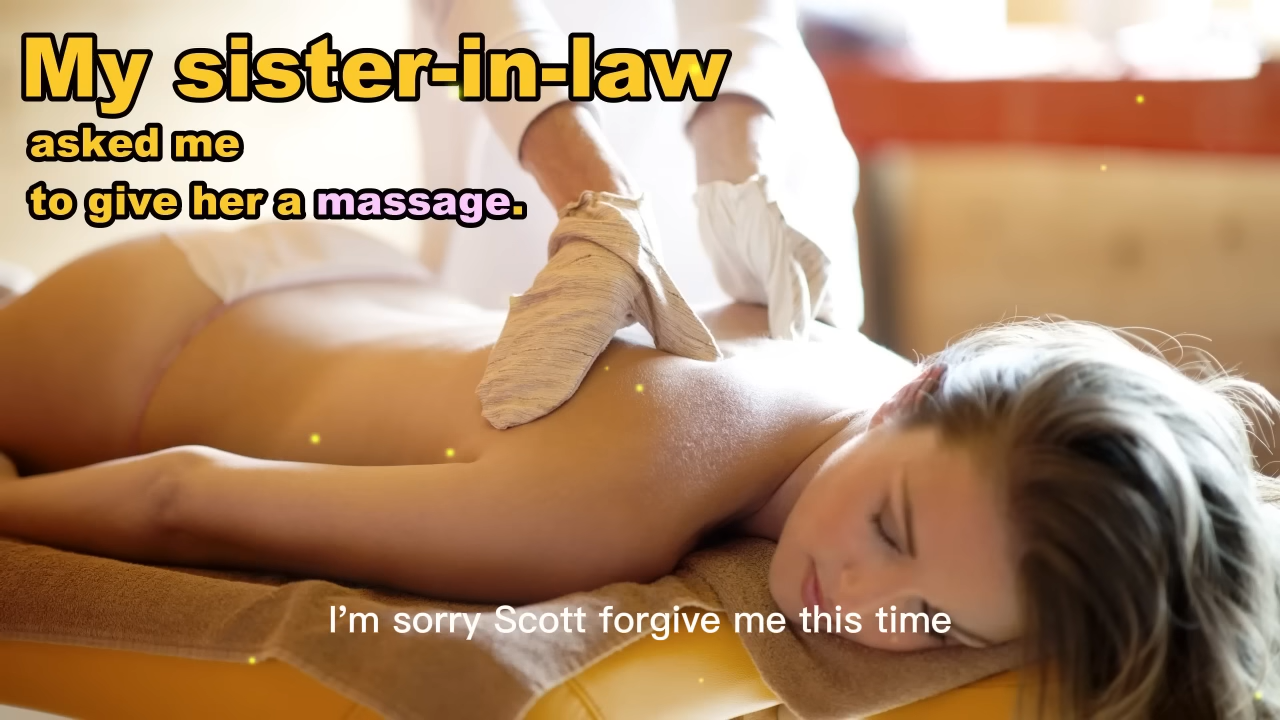 My sister-in-law
asked me
to give her a massage.
I'm sorry Scott forgive me this time